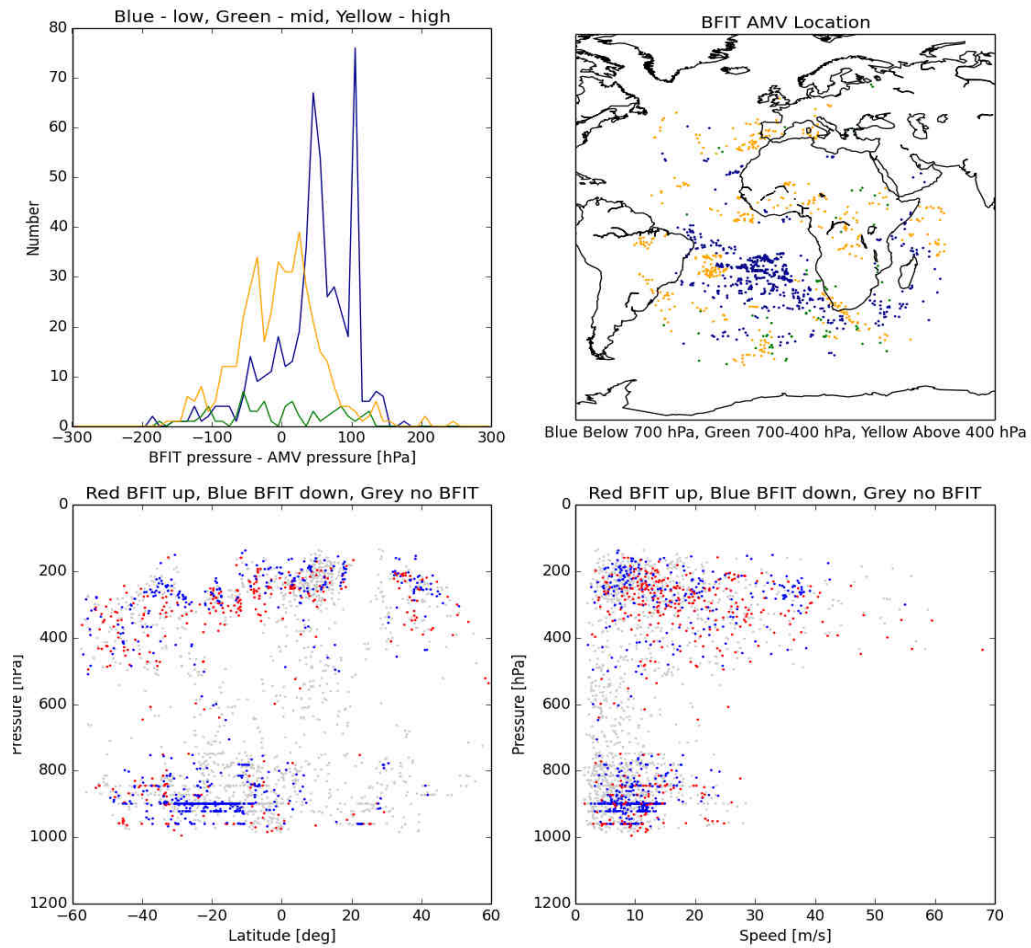 Blue - low, Green - mid, Yellow - high
80
70
60
50
40
30
20
10
0
Number
−300 −200 −100 0 100 200 300
BFIT pressure - AMV pressure [hPa]
BFIT AMV Location
Blue Below 700 hPa, Green 700-400 hPa, Yellow Above 400 hPa
Red BFIT up, Blue BFIT down, Grey no BFIT
0
200
400
600
800
1000
1200
Pressure [hPa]
−60 −40 −20 0 20 40 60
Latitude [deg]
Red BFIT up, Blue BFIT down, Grey no BFIT
0
200
400
600
800
1000
1200
Pressure [hPa]
0 10 20 30 40 50 60 70
Speed [m/s]